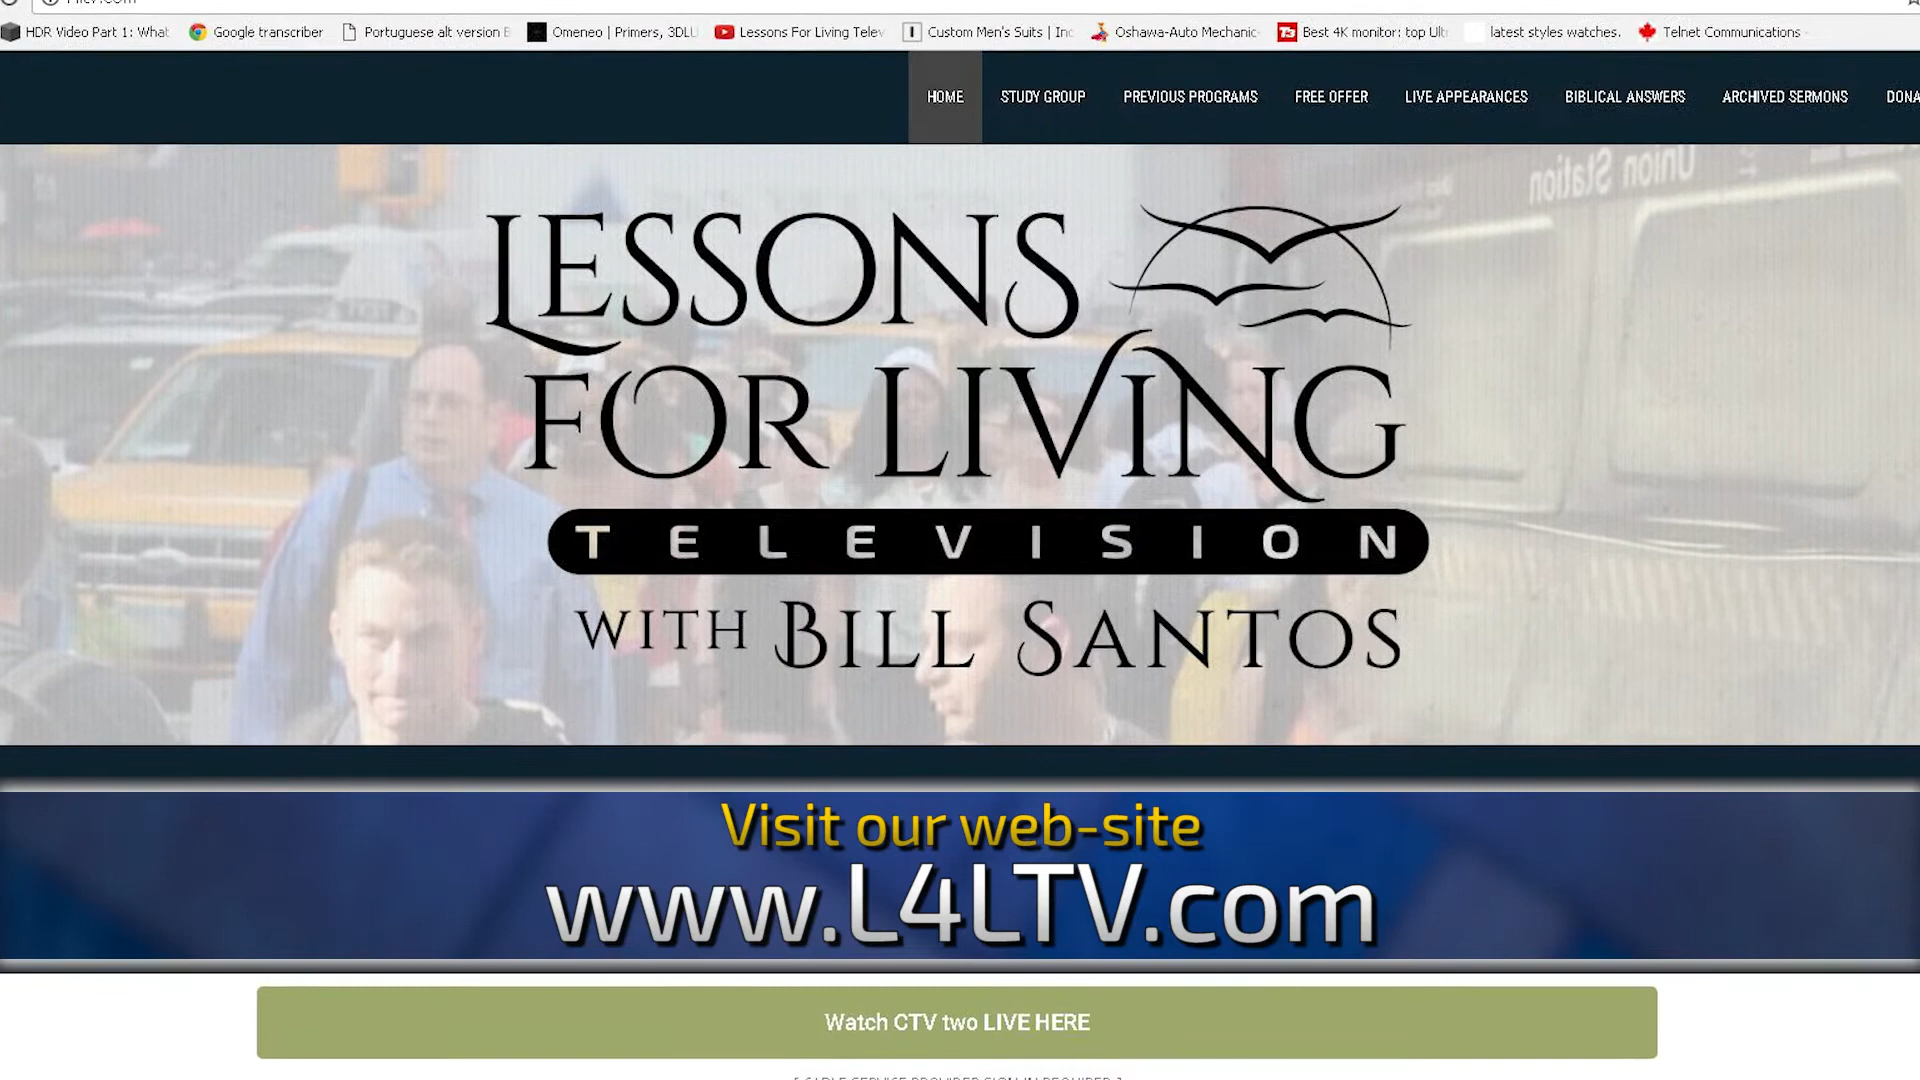 HDR Video Part 1: What
Google transcriber
Portuguese alt version
Omeneo | Primers, 3DLU
Lessons For Living Telev
Custom Men's Suits | Inc
Oshawa-Auto Mechanic
Best 4K monitor: top Ult
latest styles watches.
Telnet Communications
HOME
STUDY GROUP
PREVIOUS PROGRAMS
FREE OFFER
LIVE APPEARANCES
BIBLICAL ANSWERS
ARCHIVED SERMONS
DONA
Union Station
LESSONS
FOR LIVING
TELEVISION
WITH BILL SANTOS
Visit our web-site
www.L4LTV.com
Watch CTV two LIVE HERE